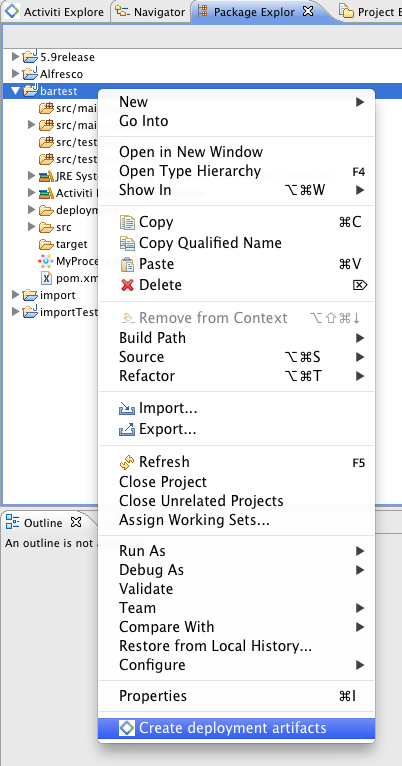 Activiti Explore Navigator Package Explor Project E
5.9release
Alfresco
bartest
src/mai
src/mai
src/test
src/test
JRE Syst
Activiti
deploym
src
target
MyProce
pom.xm
import
importTest
New
Go Into
Open in New Window
Open Type Hierarchy F4
Show In ⌥⌘W
Copy ⌘C
Copy Qualified Name
Paste ⌘V
Delete ⌦
Remove from Context ⌥⇧⌘↓
Build Path
Source ⌥⌘S
Refactor ⌥⌘T
Import...
Export...
Refresh F5
Close Project
Close Unrelated Projects
Assign Working Sets...
Run As
Debug As
Validate
Team
Compare With
Restore from Local History...
Configure
Properties ⌘I
Create deployment artifacts
Outline
An outline is not